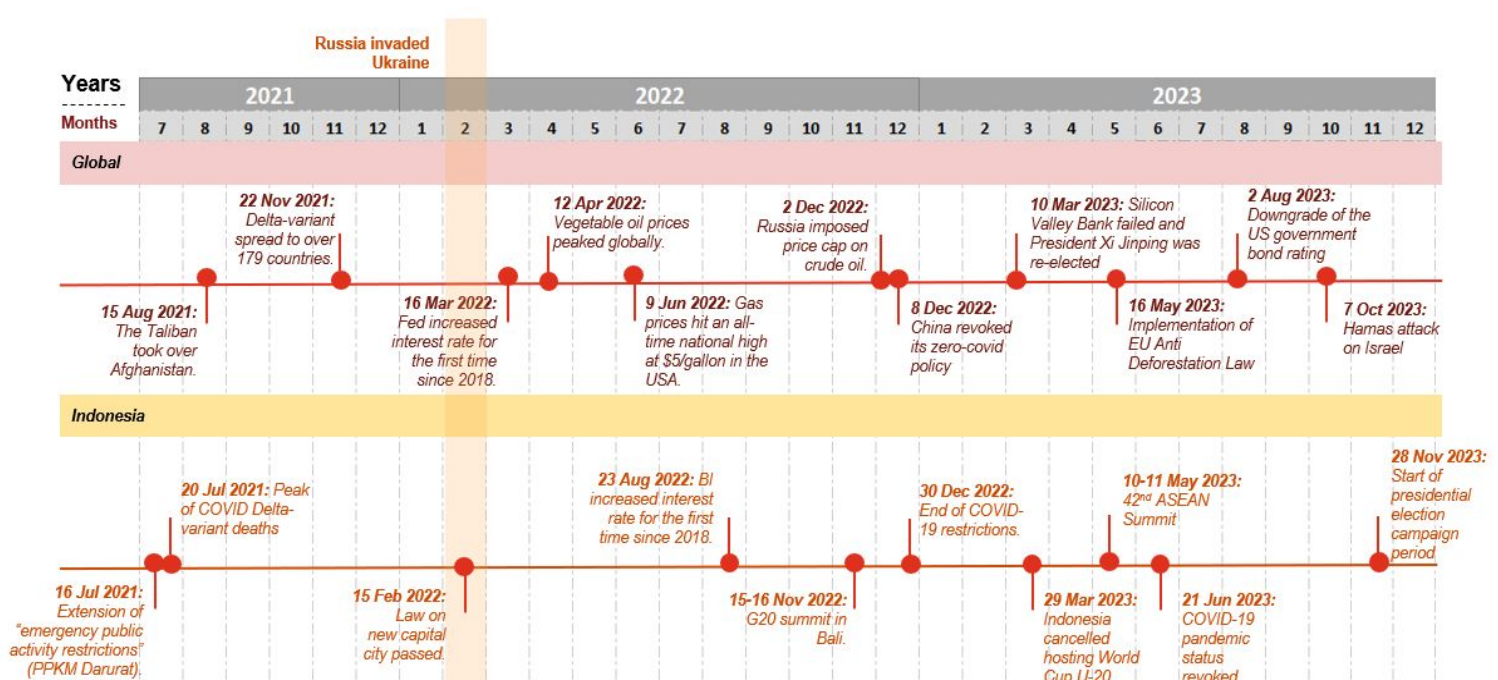 Russia invaded
Ukraine
Years
2021
2022
2023
Months
7 8 9 10 11 12 1 2 3 4 5 6 7 8 9 10 11 12 1 2 3 4 5 6 7 8 9 10 11 12
Global
22 Nov 2021:
Delta-variant
spread to over
179 countries.
12 Apr 2022:
Vegetable oil prices
peaked globally.
2 Dec 2022:
Russia imposed
price cap on
crude oil.
10 Mar 2023: Silicon
Valley Bank failed and
President Xi Jinping was
re-elected
2 Aug 2023:
Downgrade of the
US government
bond rating
15 Aug 2021:
The Taliban
took over
Afghanistan.
16 Mar 2022:
Fed increased
interest rate for
the first time
since 2018.
9 Jun 2022: Gas
prices hit an all-
time national high
at $5/gallon in the
USA.
8 Dec 2022:
China revoked
its zero-covid
policy
16 May 2023:
Implementation of
EU Anti
Deforestation Law
7 Oct 2023:
Hamas attack
on Israel
Indonesia
20 Jul 2021: Peak
of COVID Delta-
variant deaths
23 Aug 2022: BI
increased interest
rate for the first
time since 2018.
30 Dec 2022:
End of COVID-
19 restrictions.
10-11 May 2023:
42nd ASEAN
Summit
28 Nov 2023:
Start of
presidential
election
campaign
period
16 Jul 2021:
Extension of
"emergency public
activity restrictions"
(PPKM Darurat).
15 Feb 2022:
Law on
new capital
city passed.
15-16 Nov 2022:
G20 summit in
Bali.
29 Mar 2023:
Indonesia
cancelled
hosting World
Cup U-20
21 Jun 2023:
COVID-19
pandemic
status
revoked